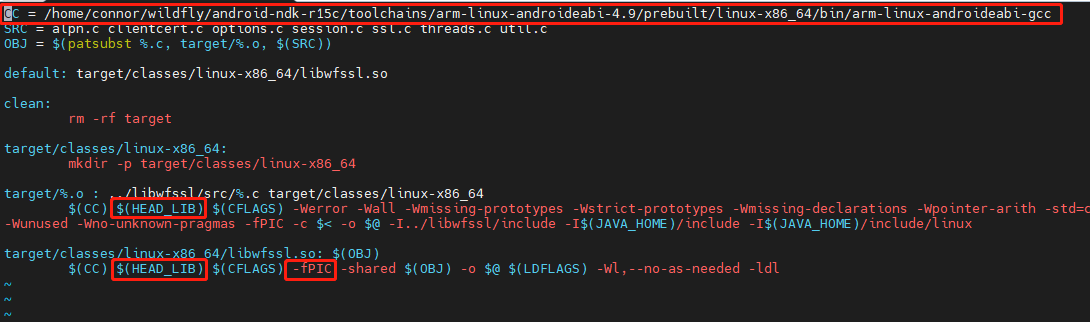 CC = /home/connor/wildfly/android-ndk-r15c/toolchains/arm-linux-androideabi-4.9/prebuilt/linux-x86_64/bin/arm-linux-androideabi-gcc
SRC = alpn.c clientcert.c options.c session.c ssl.c threads.c util.c
OBJ = $(patsubst %.c, target/%.o, $(SRC))
default: target/classes/linux-x86_64/libwfssl.so
clean:
rm -rf target
target/classes/linux-x86_64:
mkdir -p target/classes/linux-x86_64
target/%.o : ../libwfssl/src/%.c target/classes/linux-x86_64
$(CC) $(HEAD_LIB) $(CFLAGS) -Werror -Wall -Wmissing-prototypes -Wstrict-prototypes -Wmissing-declarations -Wpointer-arith
-Wunused -Wno-unknown-pragmas -fPIC -c $< -o $@ -I../libwfssl/include -I$(JAVA_HOME)/include -I$(JAVA_HOME)/include/linux
target/classes/linux-x86_64/libwfssl.so: $(OBJ)
$(CC) $(HEAD_LIB) $(CFLAGS) -fPIC -shared $(OBJ) -o $@ $(LDFLAGS) -Wl,--no-as-needed -ldl
~
~
~